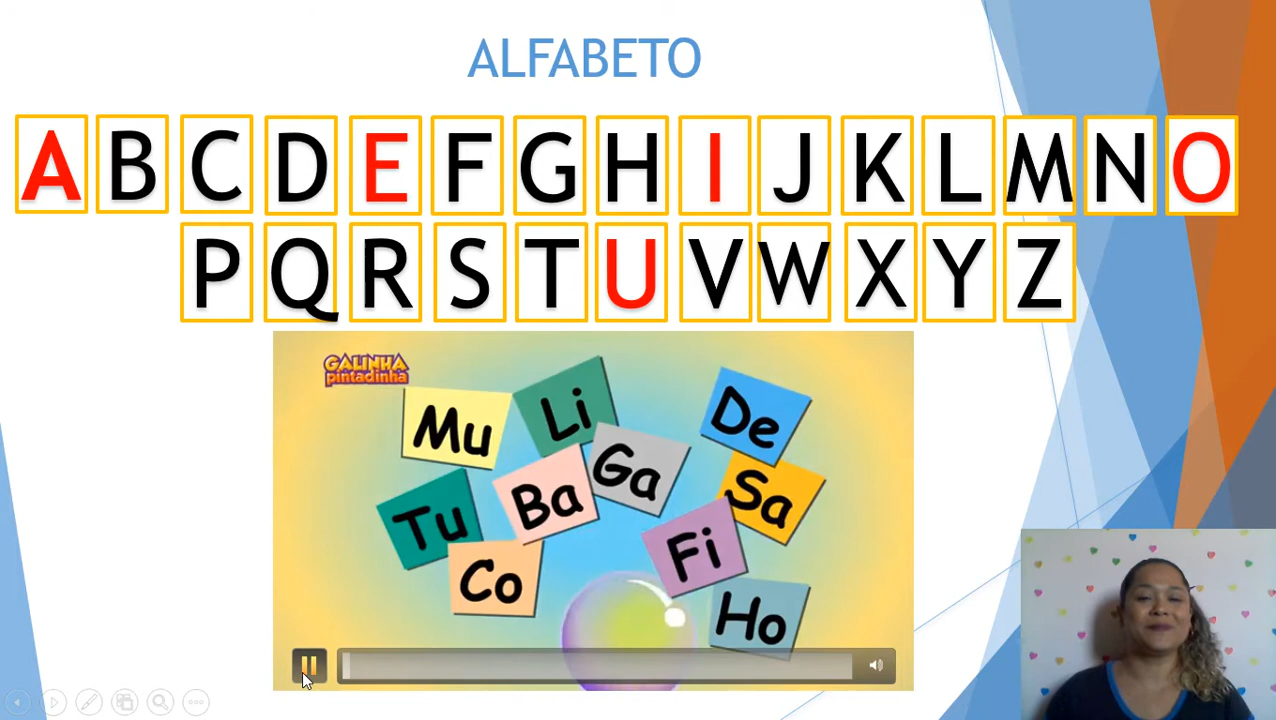 ALFABETO
A B C D E F G H I J K L M N O
P Q R S T U V W X Y Z
GALINHA
pintadinha
Mu Li De
Ga
Tu Ba Sa
Co Fi
Ho